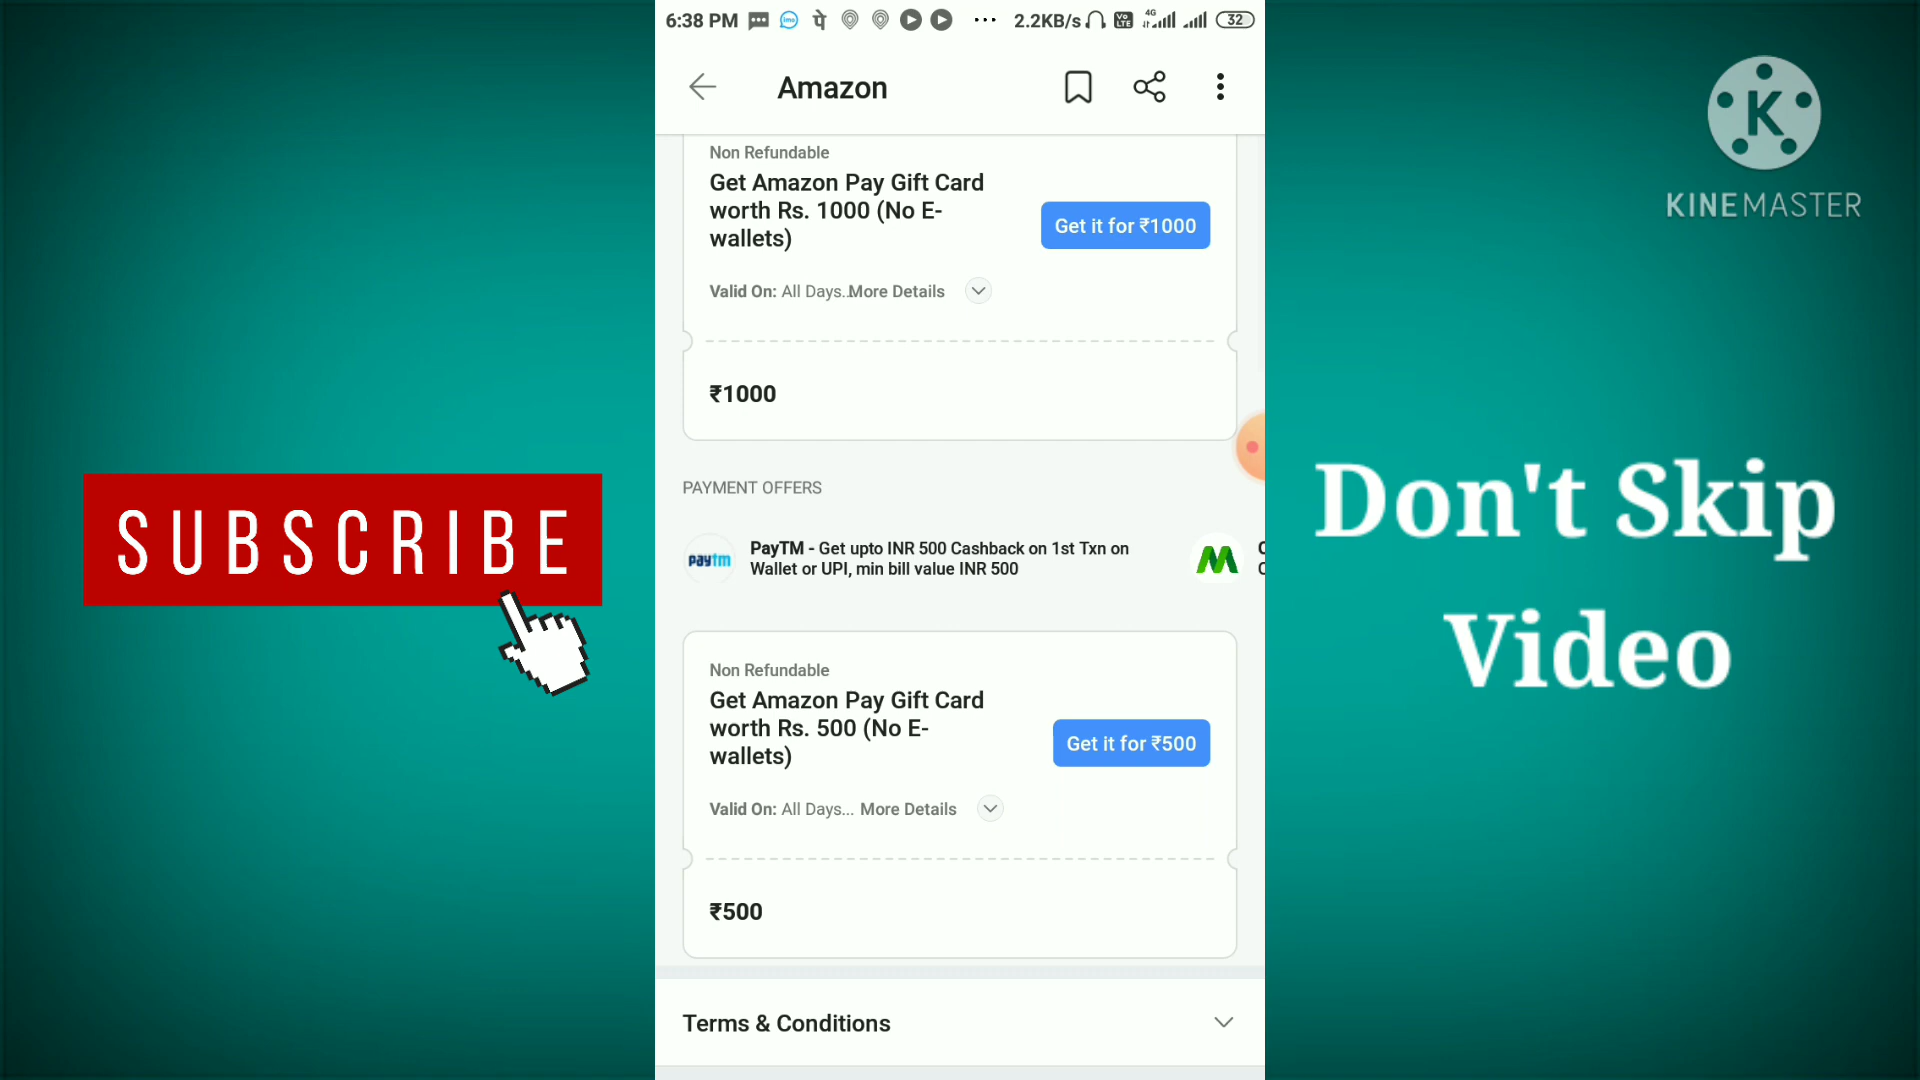 6:38 PM
2.2KB/s
4G
32
Amazon
Non Refundable
Get Amazon Pay Gift Card
worth Rs. 1000 (No E-
wallets)
Get it for ₹1000
Valid On: All Days..More Details
₹1000
PAYMENT OFFERS
paytm
PayTM - Get upto INR 500 Cashback on 1st Txn on
Wallet or UPI, min bill value INR 500
Non Refundable
Get Amazon Pay Gift Card
worth Rs. 500 (No E-
wallets)
Get it for ₹500
Valid On: All Days... More Details
₹500
Terms & Conditions
SUBSCRIBE
K
KINEMASTER
Don't Skip
Video